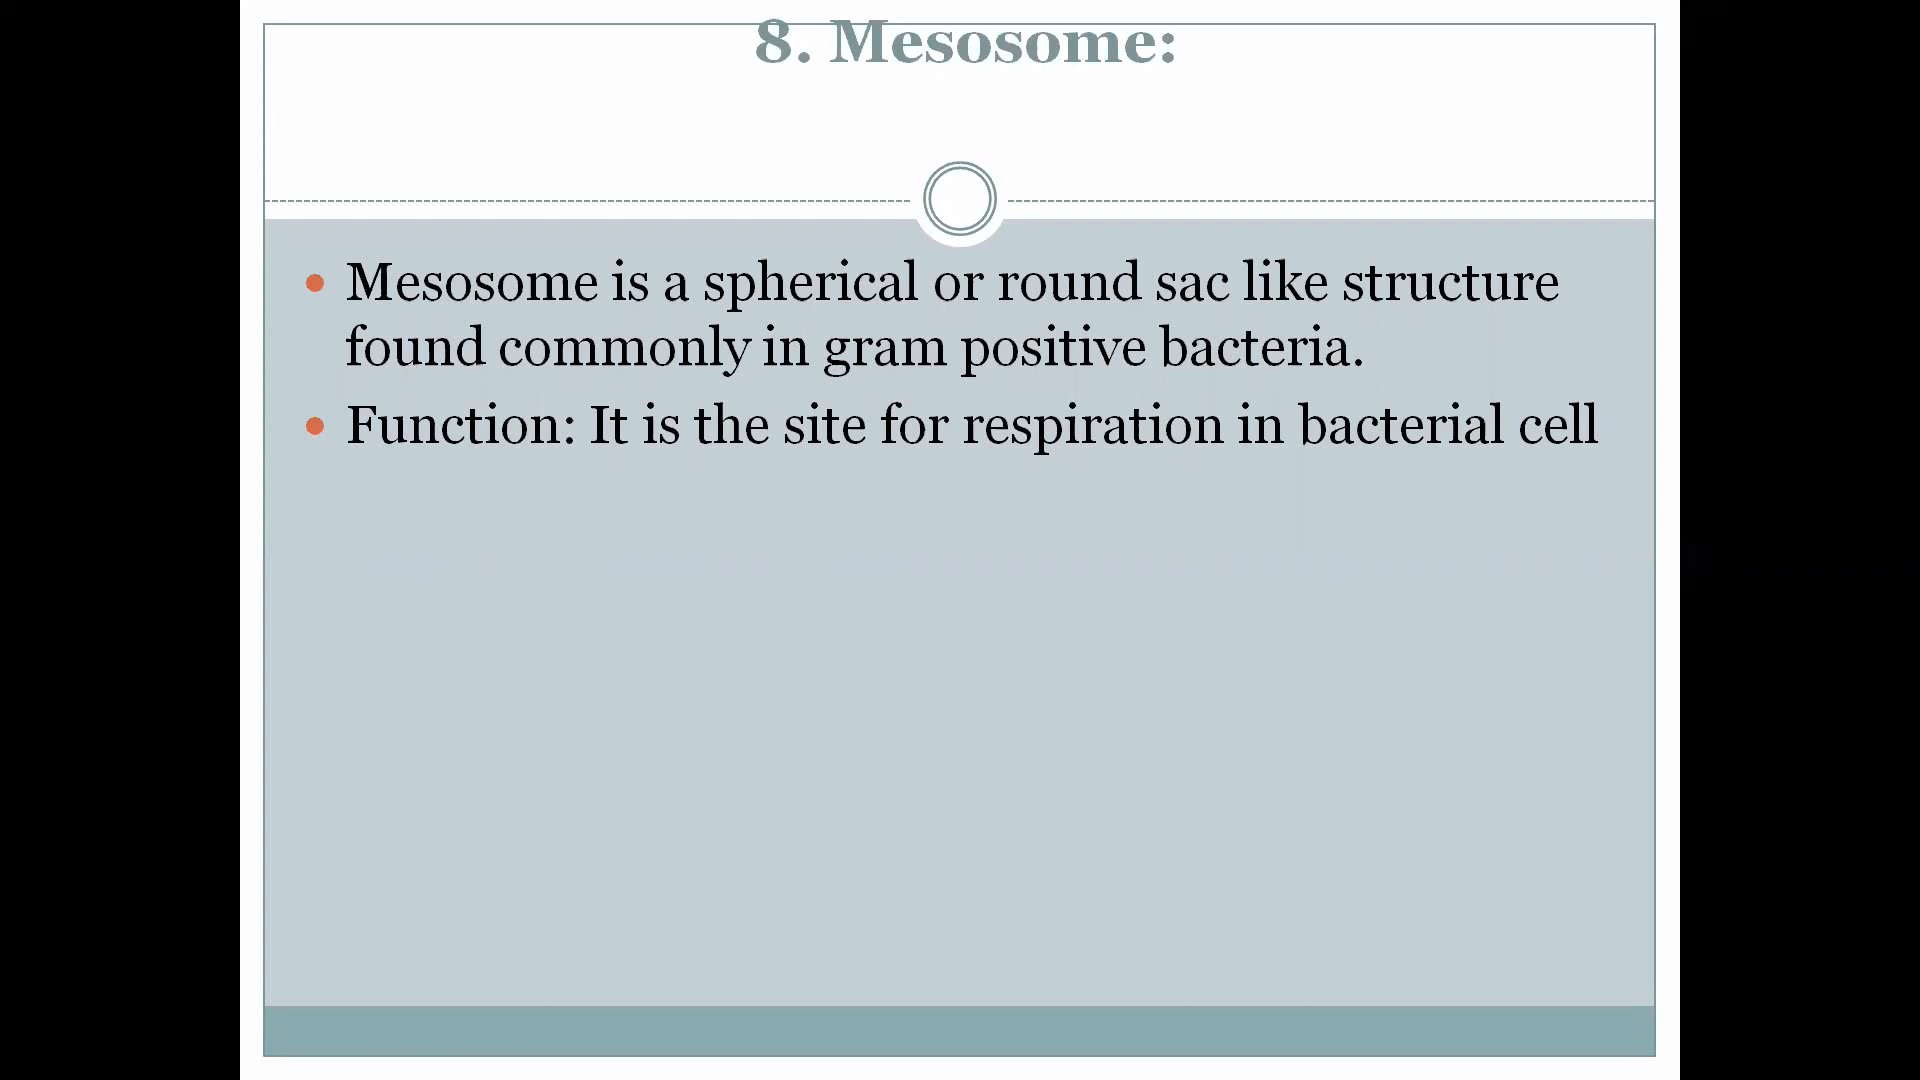 8. Mesosome:
Mesosome is a spherical or round sac like structure
found commonly in gram positive bacteria.
Function: It is the site for respiration in bacterial cell